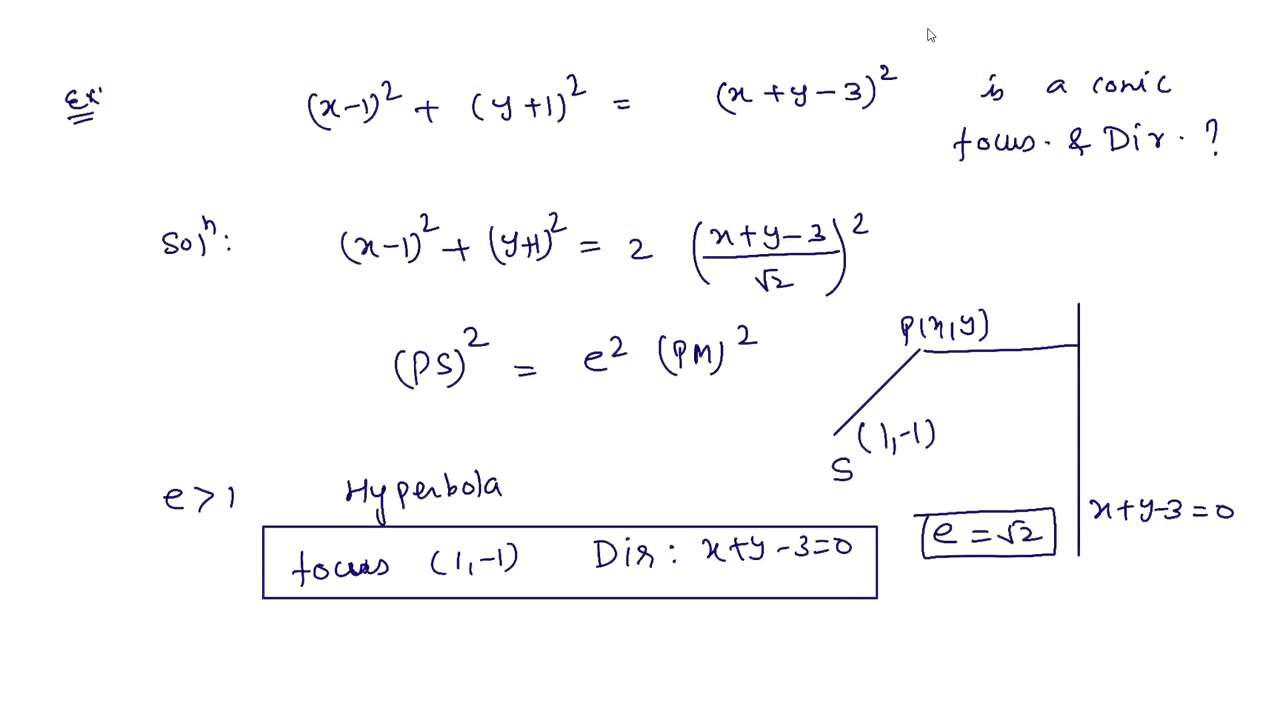 Ex. (x-1)² + (y+1)² = (x+y-3)² is a conic
focus. & Dir. ?
Solⁿ: (x-1)² + (y+1)² = 2 ((x+y-3)/√2)²
P(x,y)
(PS)² = e² (PM)²
(1,-1)
S
e>1 Hyperbola
x+y-3=0
e=√2
focus (1,-1) Dir: x+y-3=0